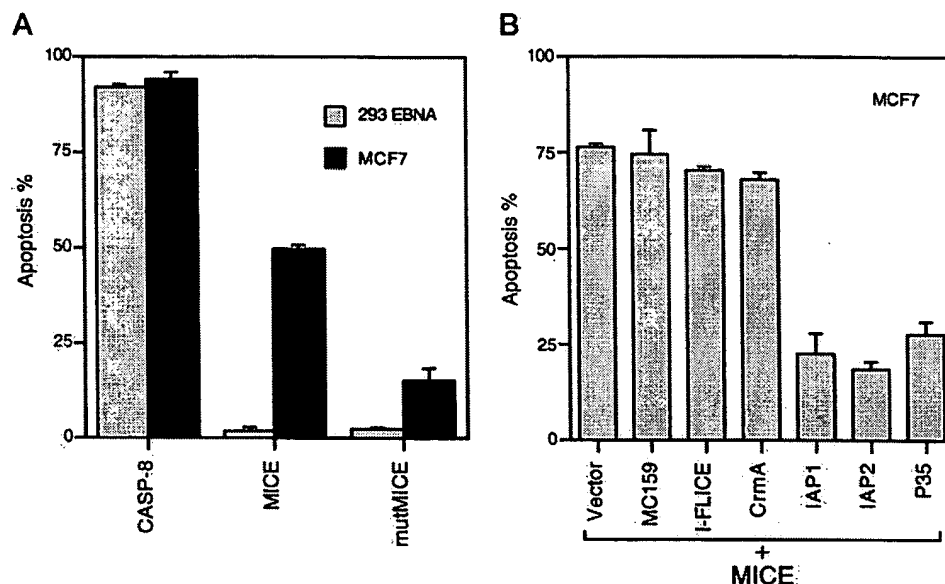 A
Apoptosis %
100
75
50
25
0
293 EBNA
MCF7
CASP-8
MICE
mutMICE
B
Apoptosis %
100
75
50
25
0
MCF7
Vector
MC159
I-FLICE
CrmA
IAP1
IAP2
P35
+
MICE